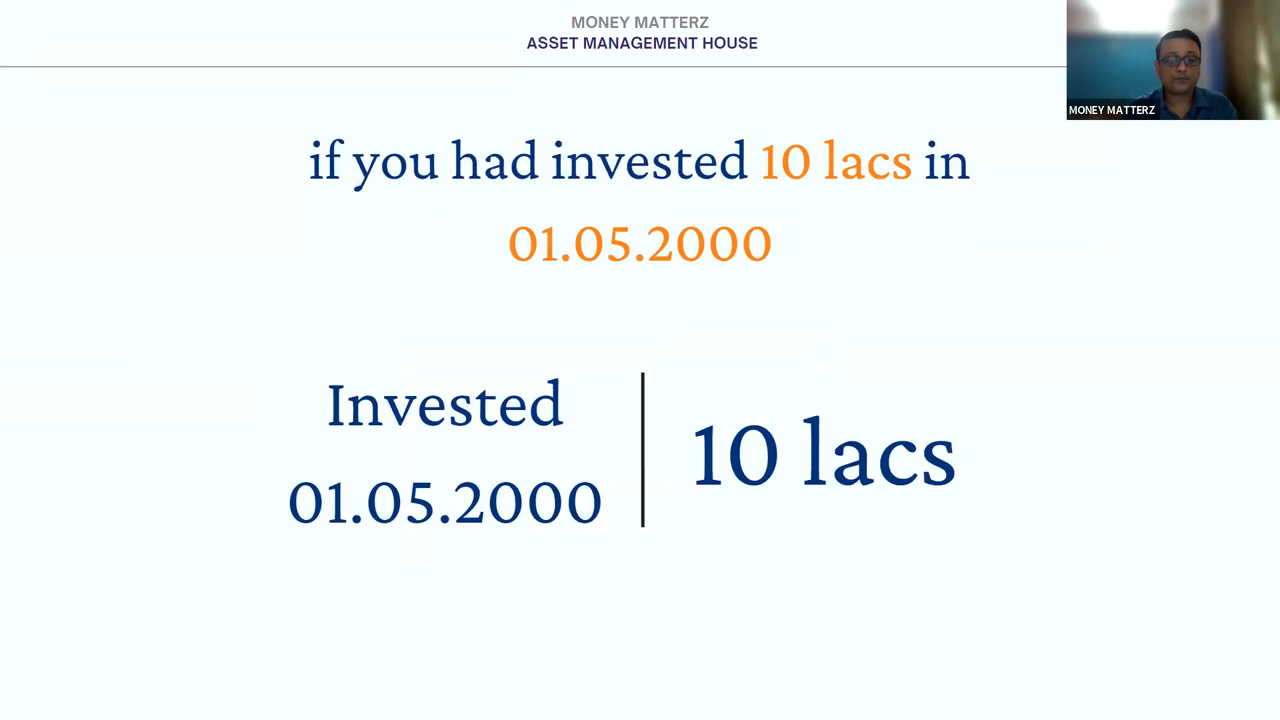 MONEY MATTERZ
ASSET MANAGEMENT HOUSE
MONEY MATTERZ
if you had invested 10 lacs in
01.05.2000
Invested
01.05.2000
10 lacs